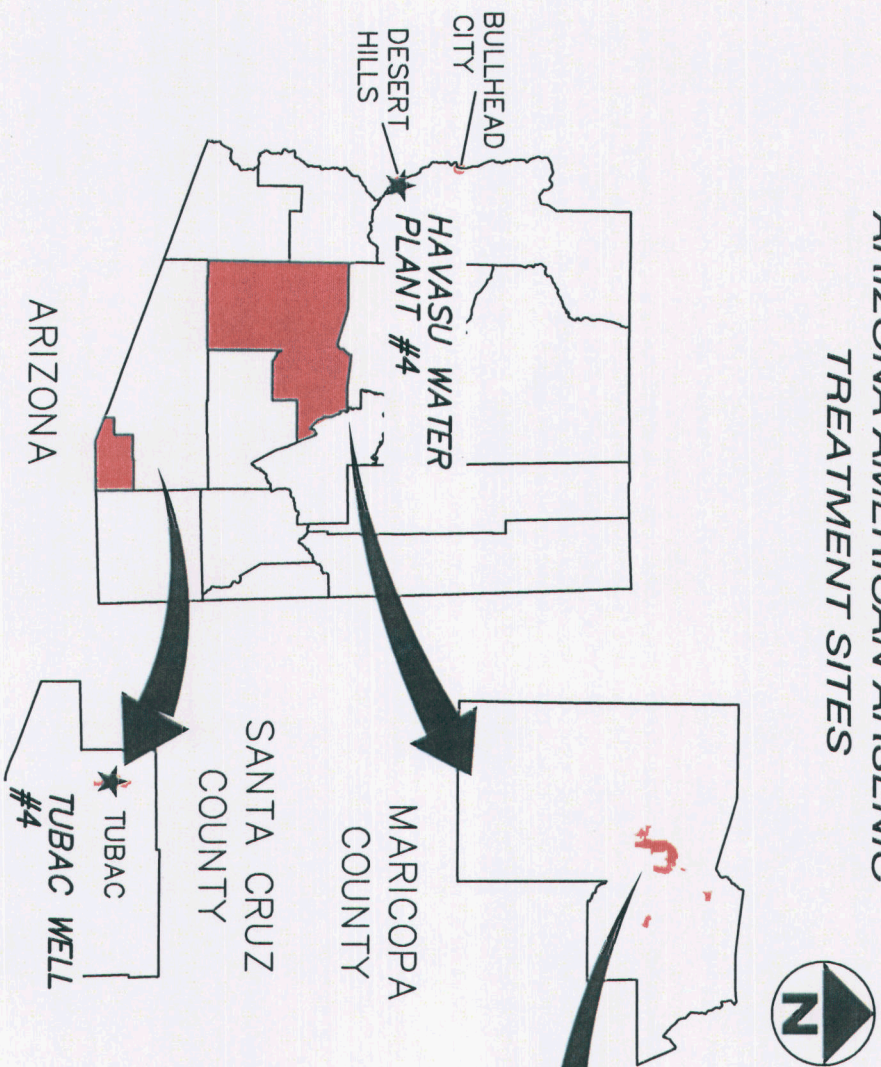 ARIZONA AMERICAN ARSENIC
TREATMENT SITES
N
BULLHEAD
CITY
DESERT
HILLS
HAVASU WATER
PLANT #4
ARIZONA
MARICOPA
COUNTY
SANTA CRUZ
COUNTY
TUBAC
TUBAC WELL
#4